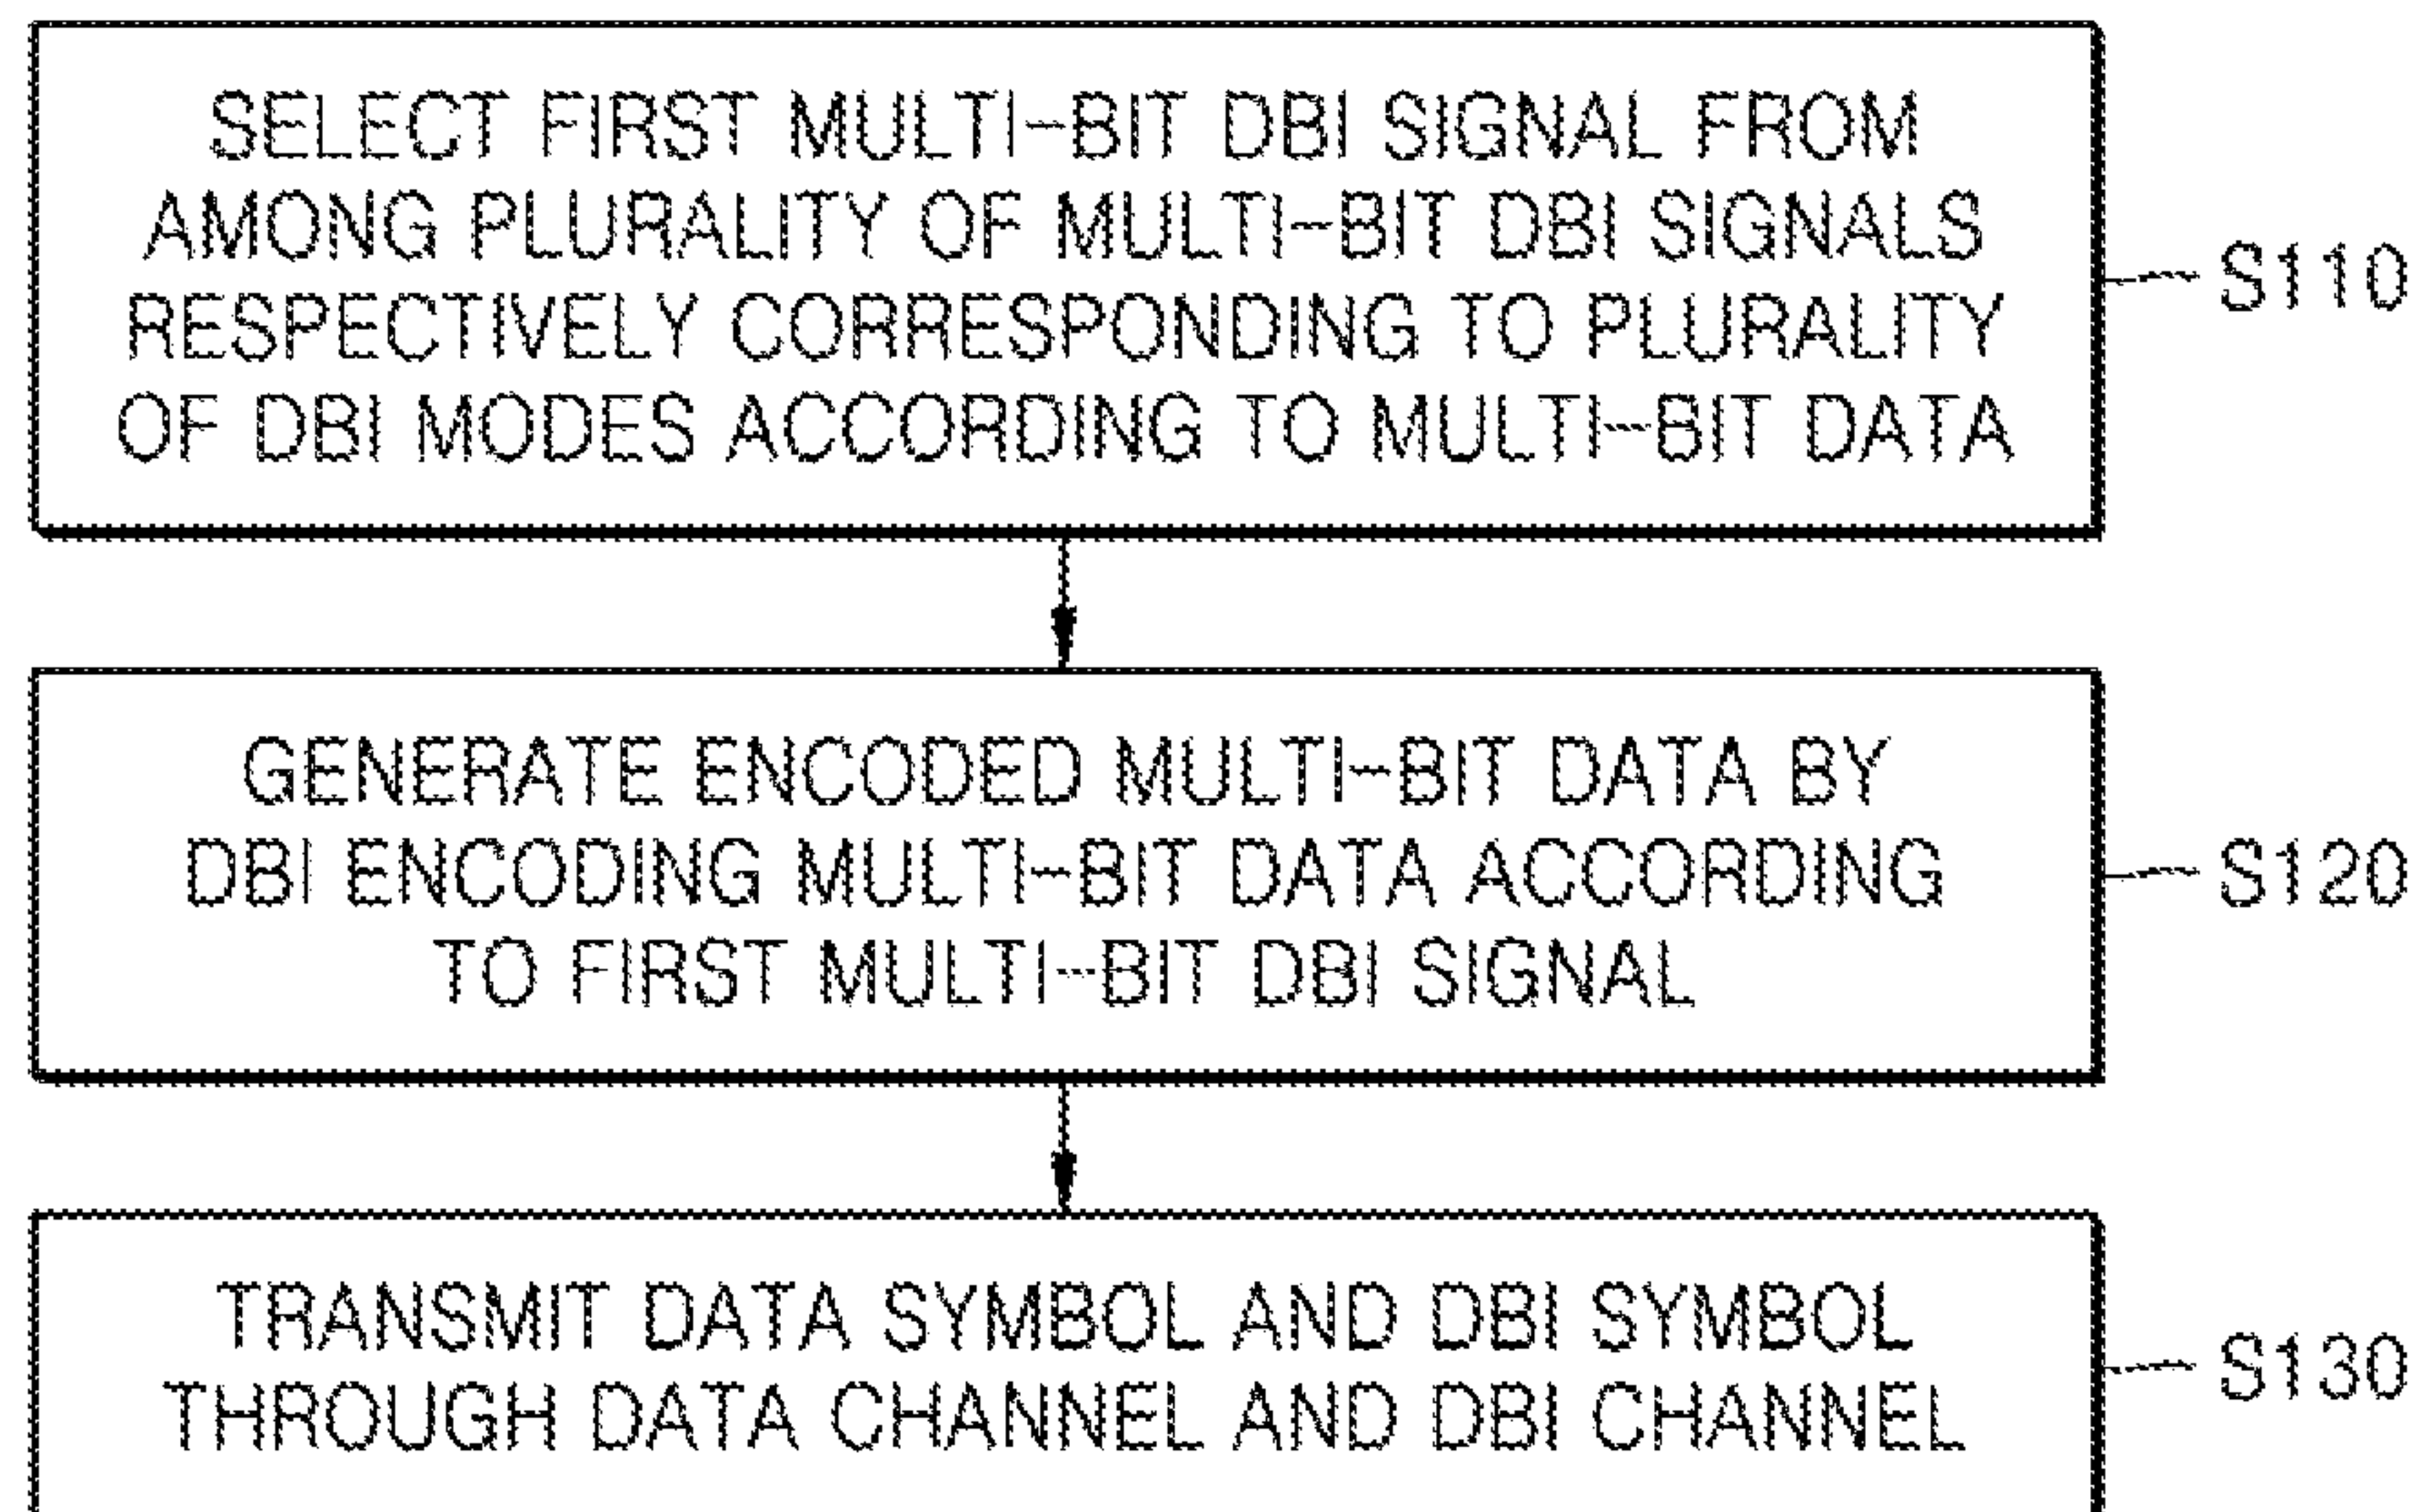 SELECT FIRST MULTI-BIT DBI SIGNAL FROM
AMONG PLURALITY OF MULTI-BIT DBI SIGNALS
RESPECTIVELY CORRESPONDING TO PLURALITY
OF DBI MODES ACCORDING TO MULTI-BIT DATA
S110
GENERATE ENCODED MULTI-BIT DATA BY
DBI ENCODING MULTI-BIT DATA ACCORDING
TO FIRST MULTI-BIT DBI SIGNAL
S120
TRANSMIT DATA SYMBOL AND DBI SYMBOL
THROUGH DATA CHANNEL AND DBI CHANNEL
S130